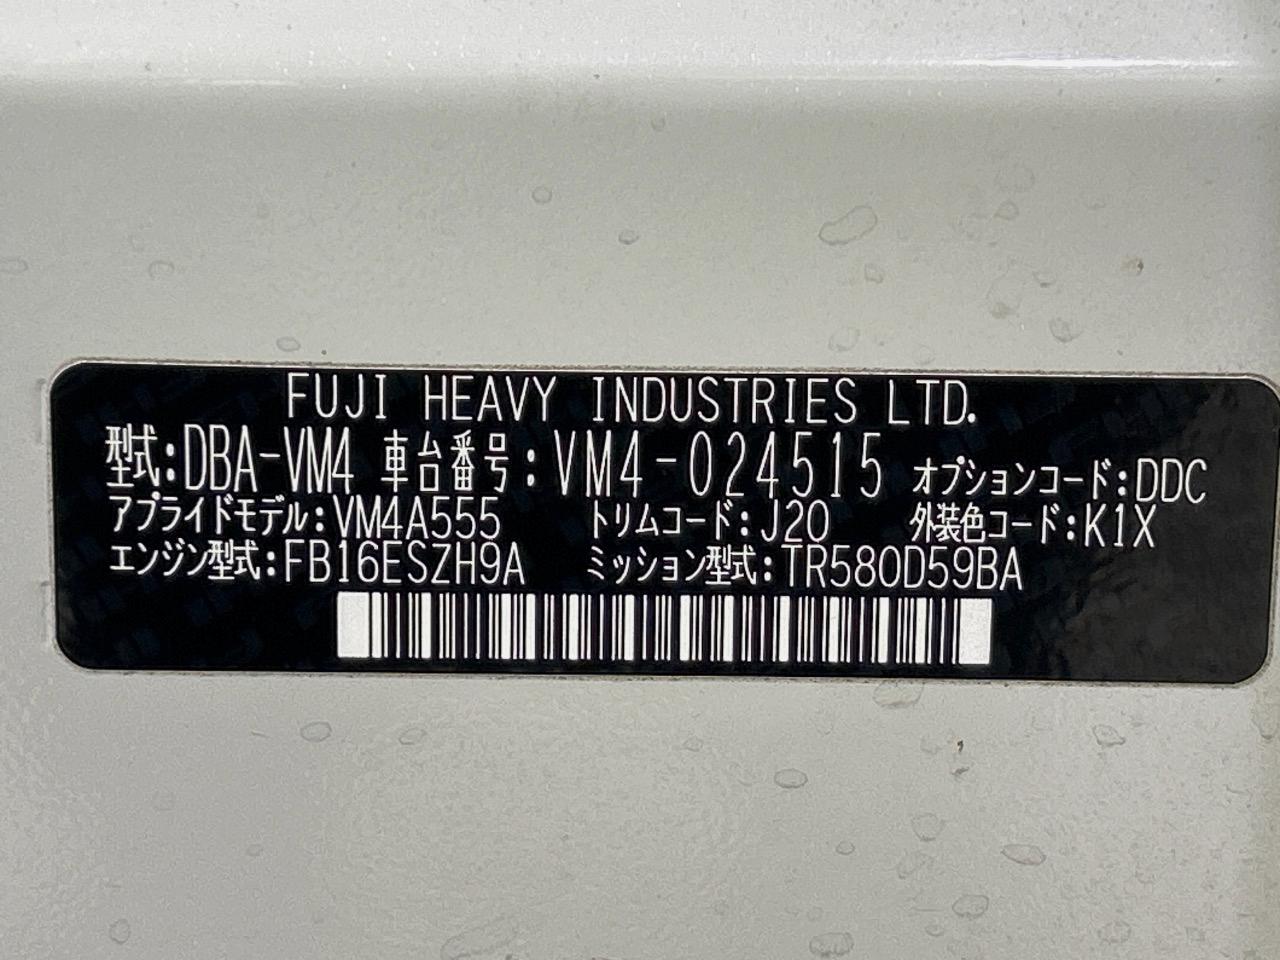 FUJI HEAVY INDUSTRIES LTD.
型式:DBA-VM4 車台番号:VM4-024515 オプションコード:DDC
アプライドモデル:VM4A555 トリムコード:J20 外装色コード:K1X
エンジン型式:FB16ESZH9A ミッション型式:TR580D59BA